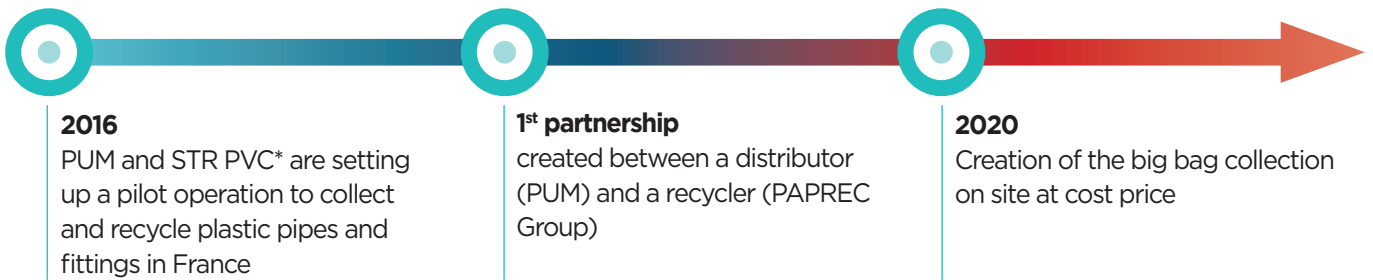 2016
PUM and STR PVC* are setting
up a pilot operation to collect
and recycle plastic pipes and
fittings in France
1st partnership
created between a distributor
(PUM) and a recycler (PAPREC
Group)
2020
Creation of the big bag collection
on site at cost price